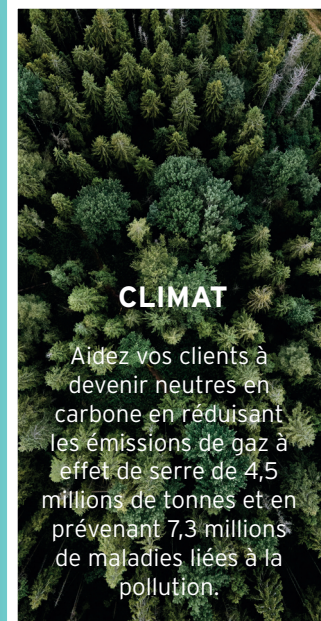 CLIMAT
Aidez vos clients à
devenir neutres en
carbone en réduisant
les émissions de gaz à
effet de serre de 4,5
millions de tonnes et en
prévenant 7,3 millions
de maladies liées à la
pollution.